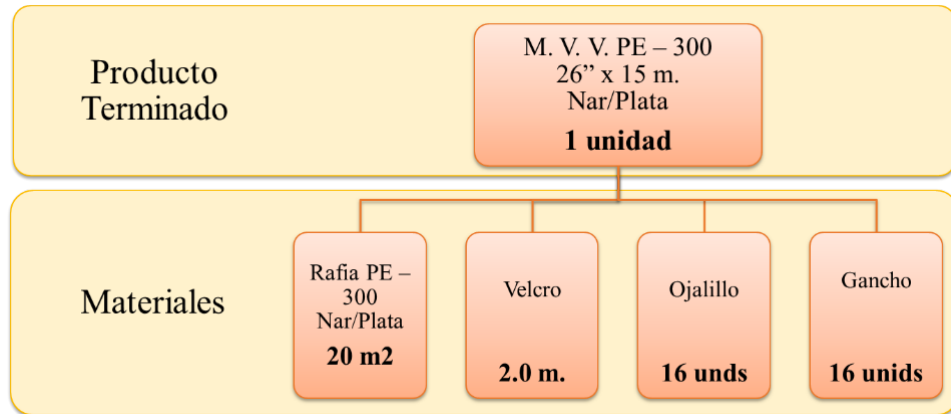 Producto
Terminado
M. V. V. PE – 300
26” x 15 m.
Nar/Plata
1 unidad
Materiales
Rafia PE –
300
Nar/Plata
20 m2
Velcro
2.0 m.
Ojalillo
16 unds
Gancho
16 unids